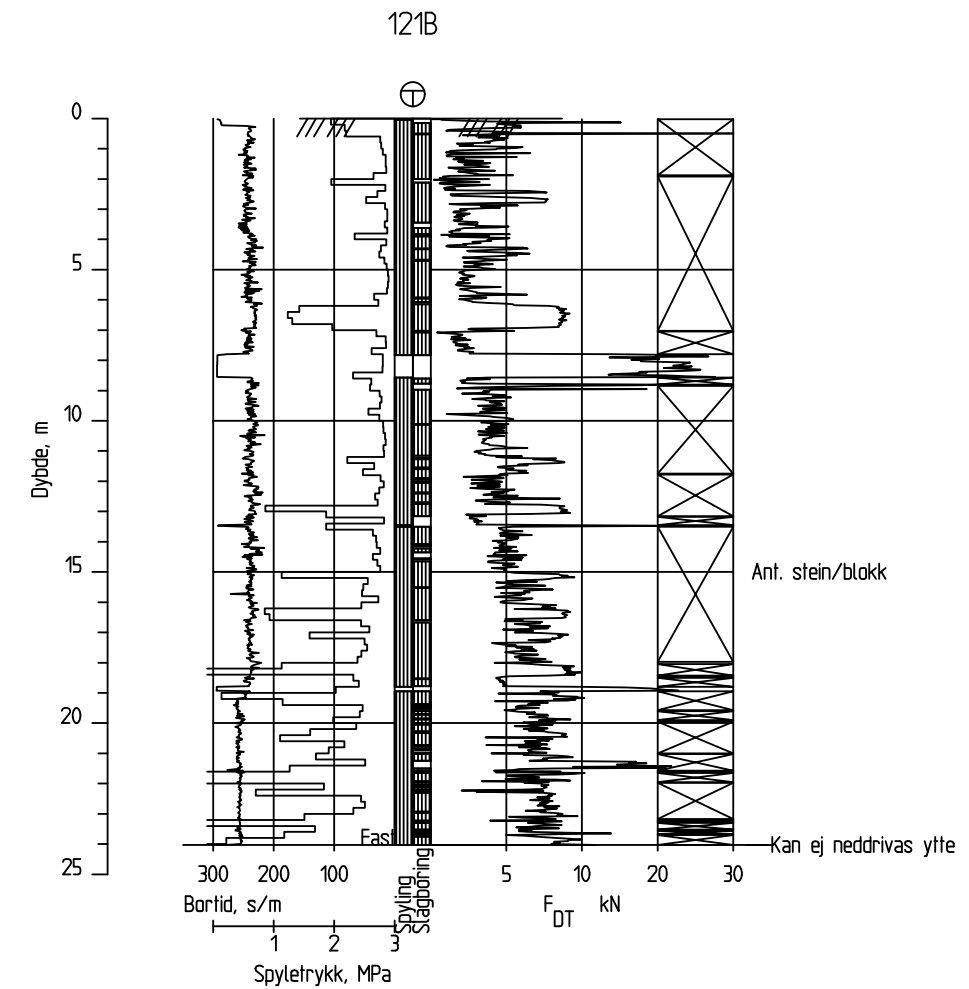 121B
0
5
10
15
20
25
Dybde, m
Ant. stein/blokk
Fast
Kan ej neddrivas ytte
300 200 100
5 10 20 30
Spyling
Slagboring
Bortid, s/m
F DT kN
1 2 3
Spyletrykk, MPa